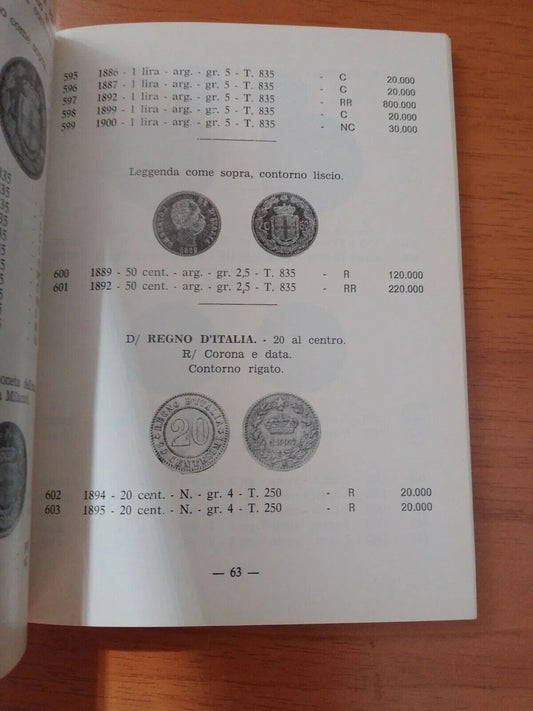 595 1886 - 1 lira - arg. - gr. 5 - T. 835 - C 20.000
596 1887 - 1 lira - arg. - gr. 5 - T. 835 - C 20.000
597 1892 - 1 lira - arg. - gr. 5 - T. 835 - RR 800.000
598 1899 - 1 lira - arg. - gr. 5 - T. 835 - C 20.000
599 1900 - 1 lira - arg. - gr. 5 - T. 835 - NC 30.000
Leggenda come sopra, contorno liscio.
600 1889 - 50 cent. - arg. - gr. 2,5 - T. 835 - R 120.000
601 1892 - 50 cent. - arg. - gr. 2,5 - T. 835 - RR 220.000
D/ REGNO D'ITALIA. - 20 al centro.
R/ Corona e data.
Contorno rigato.
REGNO D'ITALIA
20
602 1894 - 20 cent. - N. - gr. 4 - T. 250 - R 20.000
603 1895 - 20 cent. - N. - gr. 4 - T. 250 - R 20.000
— 63 —